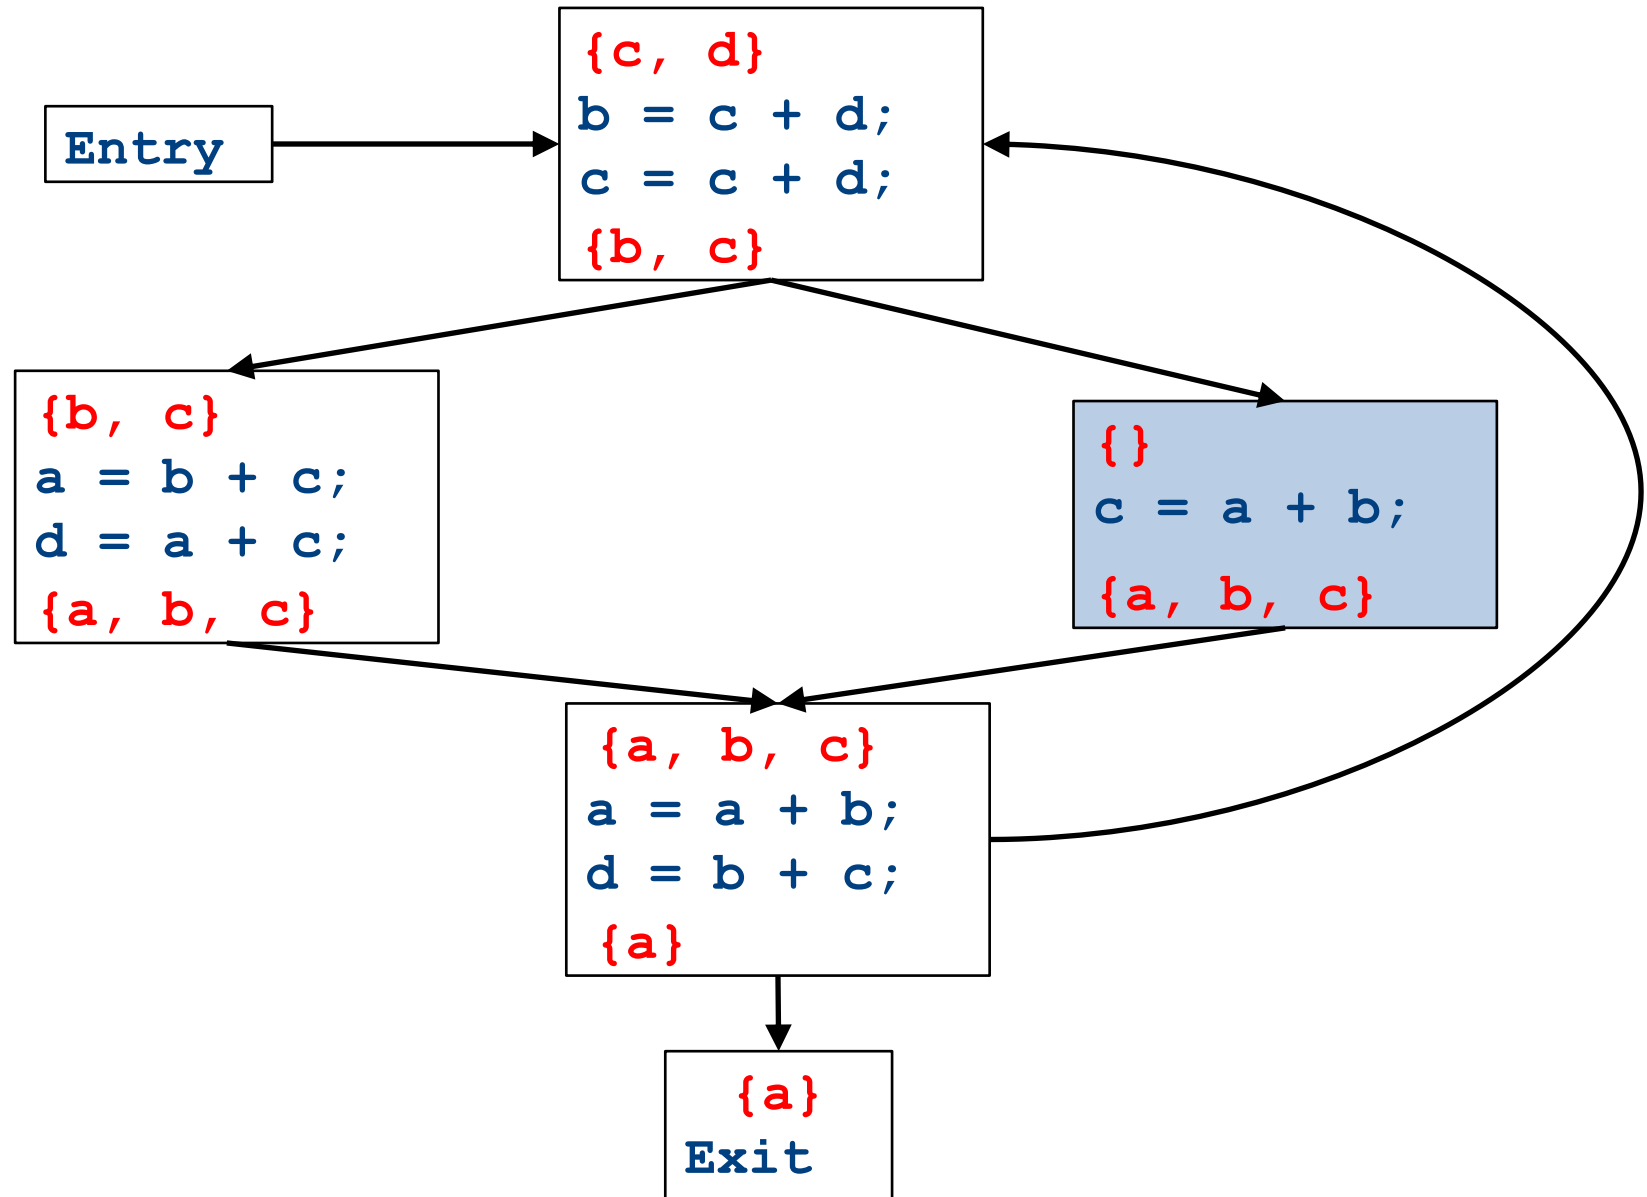 {c, d}
b = c + d;
c = c + d;
{b, c}
Entry
{b, c}
a = b + c;
d = a + c;
{a, b, c}
{}
c = a + b;
{a, b, c}
{a, b, c}
a = a + b;
d = b + c;
{a}
{a}
Exit